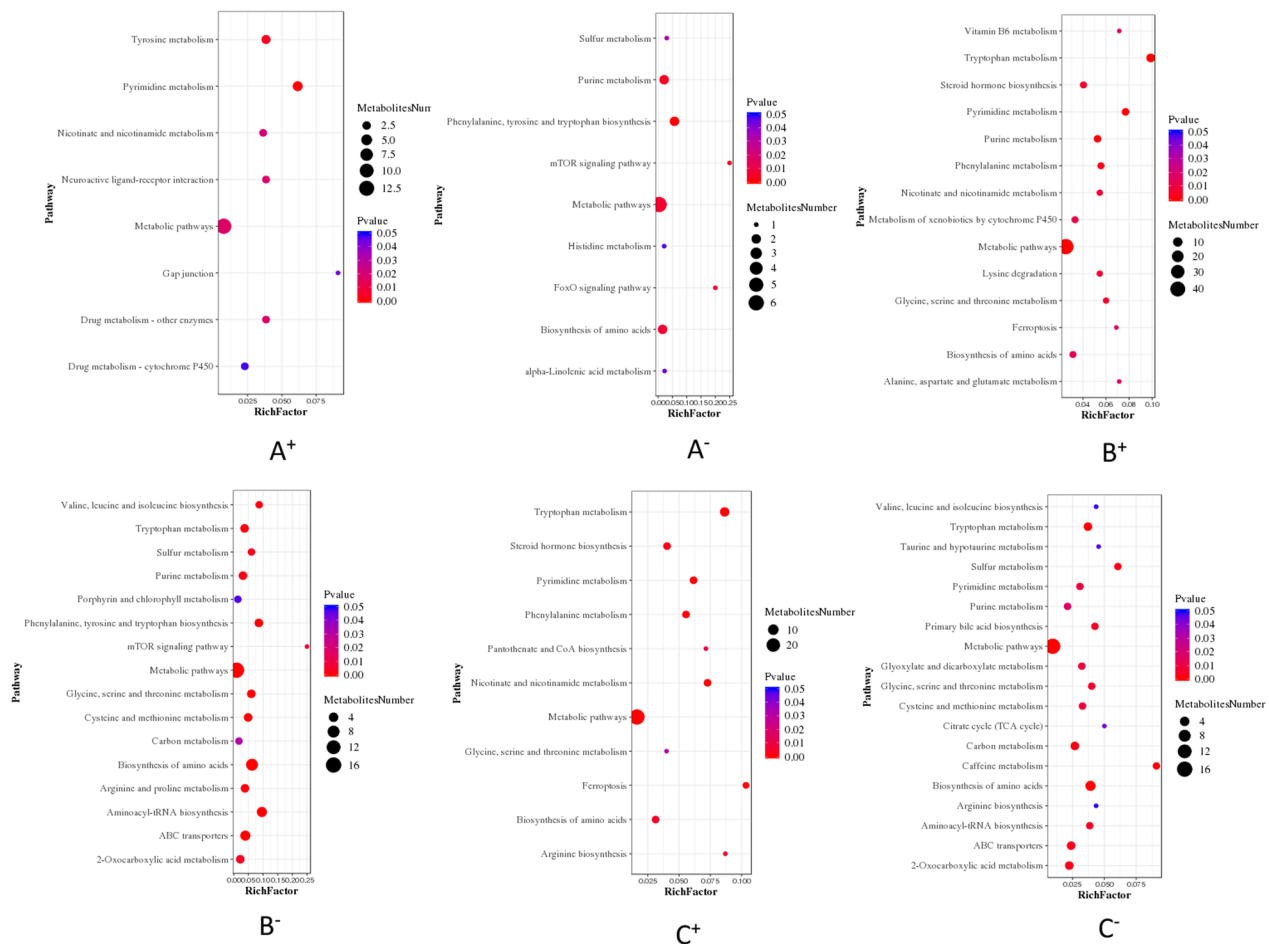 Tyrosine metabolism
Pyrimidine metabolism
Nicotinate and nicotinamide metabolism
Neuroactive ligand-receptor interaction
Metabolic pathways
Gap junction
Drug metabolism - other enzymes
Drug metabolism - cytochrome P450
Pathway
0.025 0.050 0.075
RichFactor
MetabolitesNum
2.5
5.0
7.5
10.0
12.5
Pvalue
0.05
0.04
0.03
0.02
0.01
0.00
A+
Sulfur metabolism
Purine metabolism
Phenylalanine, tyrosine and tryptophan biosynthesis
mTOR signaling pathway
Metabolic pathways
Histidine metabolism
FoxO signaling pathway
Biosynthesis of amino acids
alpha-Linolenic acid metabolism
Pathway
0.000.050.100.150.200.25
RichFactor
Pvalue
0.05
0.04
0.03
0.02
0.01
0.00
MetabolitesNumber
1
2
3
4
5
6
A-
Vitamin B6 metabolism
Tryptophan metabolism
Steroid hormone biosynthesis
Pyrimidine metabolism
Purine metabolism
Phenylalanine metabolism
Nicotinate and nicotinamide metabolism
Metabolism of xenobiotics by cytochrome P450
Metabolic pathways
Lysine degradation
Glycine, serine and threonine metabolism
Ferroptosis
Biosynthesis of amino acids
Alanine, aspartate and glutamate metabolism
Pathway
0.04 0.06 0.08 0.10
RichFactor
Pvalue
0.05
0.04
0.03
0.02
0.01
0.00
MetabolitesNumber
10
20
30
40
B+
Valine, leucine and isoleucine biosynthesis
Tryptophan metabolism
Sulfur metabolism
Purine metabolism
Porphyrin and chlorophyll metabolism
Phenylalanine, tyrosine and tryptophan biosynthesis
mTOR signaling pathway
Metabolic pathways
Glycine, serine and threonine metabolism
Cysteine and methionine metabolism
Carbon metabolism
Biosynthesis of amino acids
Arginine and proline metabolism
Aminoacyl-tRNA biosynthesis
ABC transporters
2-Oxocarboxylic acid metabolism
Pathway
0.000.050.100.150.200.25
RichFactor
Pvalue
0.05
0.04
0.03
0.02
0.01
0.00
MetabolitesNumber
4
8
12
16
B-
Tryptophan metabolism
Steroid hormone biosynthesis
Pyrimidine metabolism
Phenylalanine metabolism
Pantothenate and CoA biosynthesis
Nicotinate and nicotinamide metabolism
Metabolic pathways
Glycine, serine and threonine metabolism
Ferroptosis
Biosynthesis of amino acids
Arginine biosynthesis
Pathway
0.025 0.050 0.075 0.100
RichFactor
MetabolitesNumber
10
20
Pvalue
0.05
0.04
0.03
0.02
0.01
0.00
C+
Valine, leucine and isoleucine biosynthesis
Tryptophan metabolism
Taurine and hypotaurine metabolism
Sulfur metabolism
Pyrimidine metabolism
Purine metabolism
Primary bile acid biosynthesis
Metabolic pathways
Glyoxylate and dicarboxylate metabolism
Glycine, serine and threonine metabolism
Cysteine and methionine metabolism
Citrate cycle (TCA cycle)
Carbon metabolism
Caffeine metabolism
Biosynthesis of amino acids
Arginine biosynthesis
Aminoacyl-tRNA biosynthesis
ABC transporters
2-Oxocarboxylic acid metabolism
Pathway
0.025 0.050 0.075
RichFactor
Pvalue
0.05
0.04
0.03
0.02
0.01
0.00
MetabolitesNumber
4
8
12
16
C-